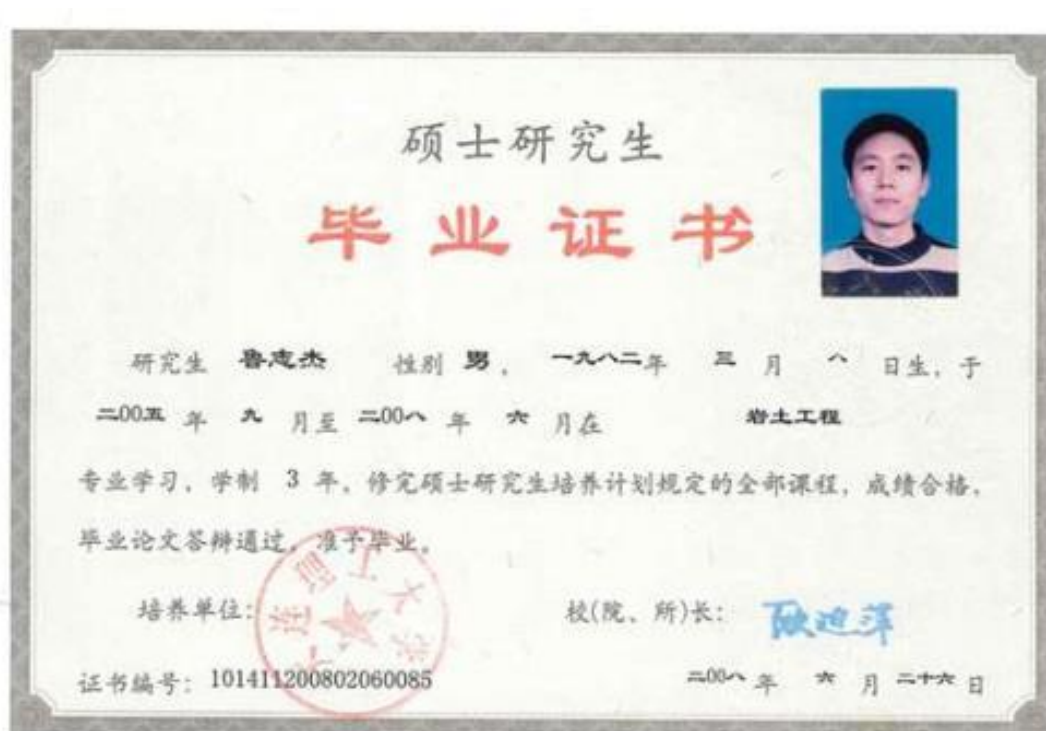 硕士研究生
毕业证书
研究生 鲁志杰 性别 男, 一九八二年 三 月 八 日生, 于
二00五 年 九 月至 二00八 年 六 月在 岩土工程
专业学习, 学制 3 年, 修完硕士研究生培养计划规定的全部课程, 成绩合格,
毕业论文答辩通过, 准予毕业。
大连理工大学
培养单位: 校(院、所)长: 欧进萍
证书编号: 101411200802060085 二00八 年 六 月 二十六 日